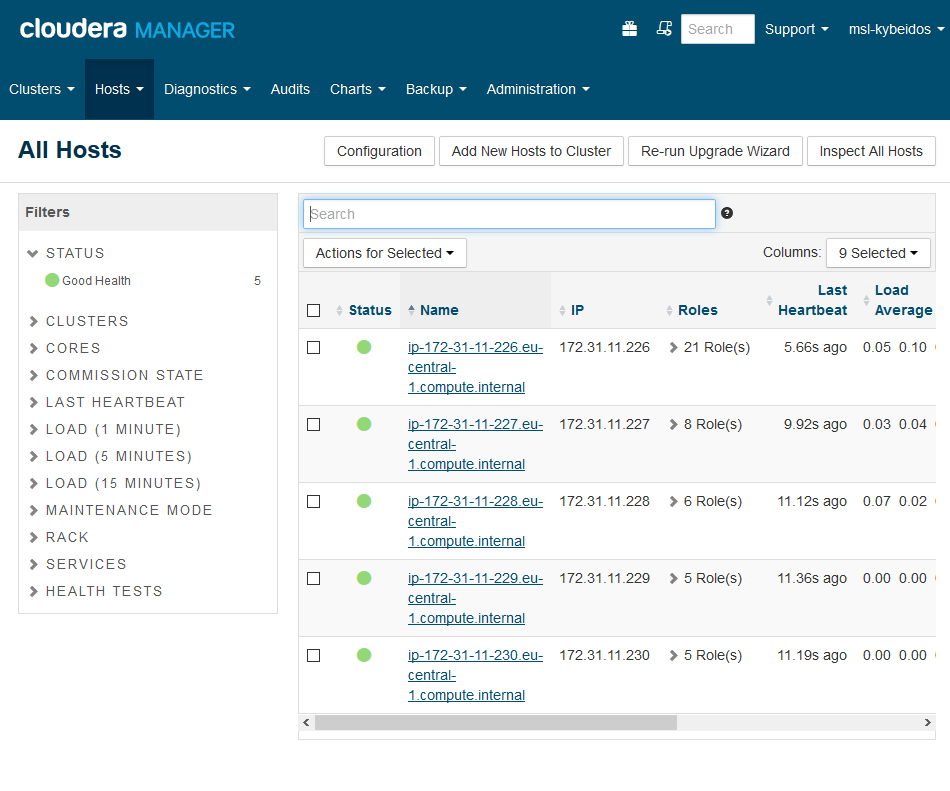 cloudera MANAGER
Search
Support
msl-kybeidos
Clusters Hosts Diagnostics Audits Charts Backup Administration
All Hosts
Configuration
Add New Hosts to Cluster
Re-run Upgrade Wizard
Inspect All Hosts
Filters
STATUS
Good Health 5
CLUSTERS
CORES
COMMISSION STATE
LAST HEARTBEAT
LOAD (1 MINUTE)
LOAD (5 MINUTES)
LOAD (15 MINUTES)
MAINTENANCE MODE
RACK
SERVICES
HEALTH TESTS
Search
?
Actions for Selected
Columns: 9 Selected
Status Name IP Roles Last Heartbeat Load Average
ip-172-31-11-226.eu- 172.31.11.226 21 Role(s) 5.66s ago 0.05 0.10
central-
1.compute.internal
ip-172-31-11-227.eu- 172.31.11.227 8 Role(s) 9.92s ago 0.03 0.04
central-
1.compute.internal
ip-172-31-11-228.eu- 172.31.11.228 6 Role(s) 11.12s ago 0.07 0.02
central-
1.compute.internal
ip-172-31-11-229.eu- 172.31.11.229 5 Role(s) 11.36s ago 0.00 0.00
central-
1.compute.internal
ip-172-31-11-230.eu- 172.31.11.230 5 Role(s) 11.19s ago 0.00 0.00
central-
1.compute.internal